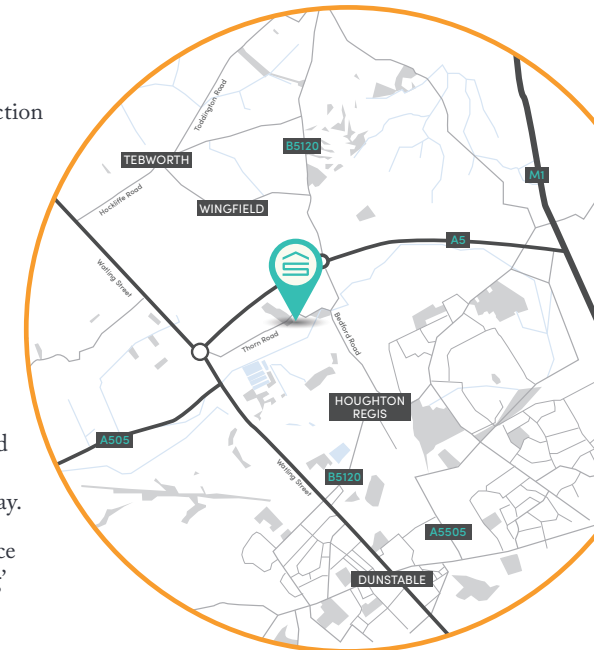 ction
Teddington Road
B5120
TEBWORTH
M1
Hockliffe Road
WINGFIELD
A5
Watling Street
Bedford Road
Thorn Road
HOUGHTON
REGIS
A505
d
Watling Street
B5120
ay.
A5505
ce
,’
DUNSTABLE